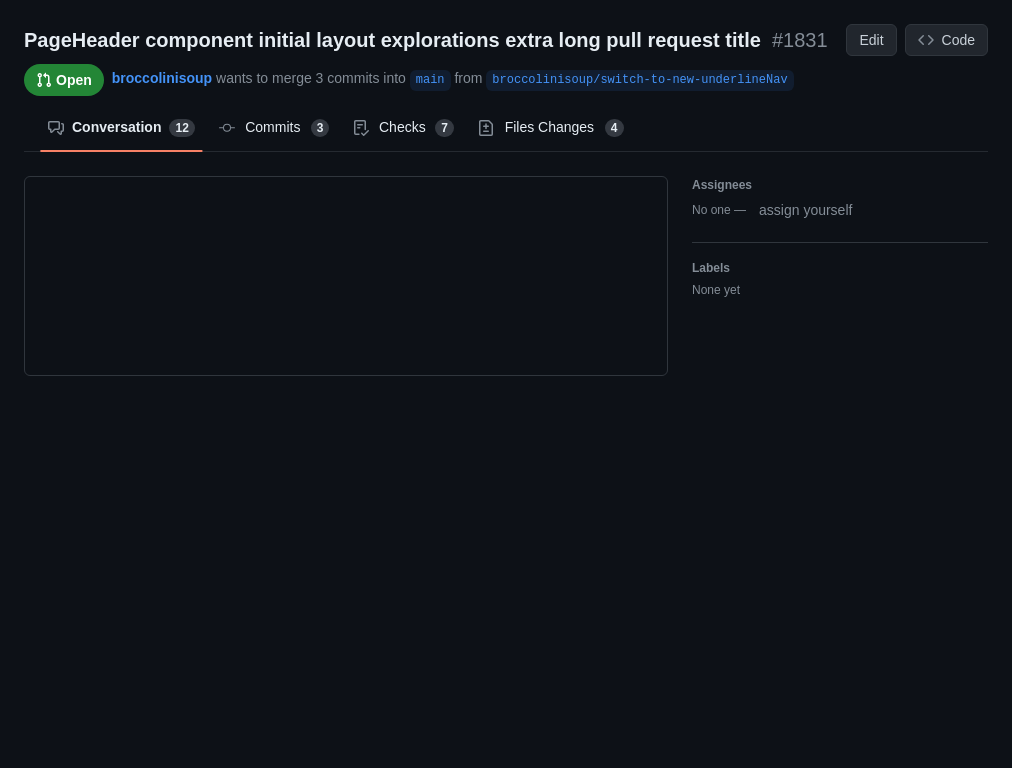 PageHeader component initial layout explorations extra long pull request title #1831
Edit
Code
Open
broccolinisoup wants to merge 3 commits into main from broccolinisoup/switch-to-new-underlineNav
Conversation 12
Commits 3
Checks 7
Files Changes 4
Assignees
No one — assign yourself
Labels
None yet